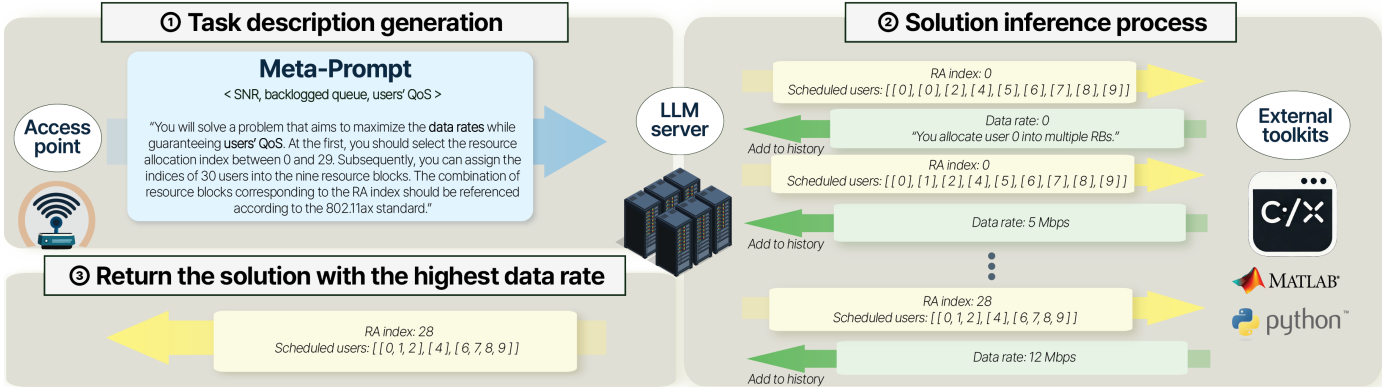 ① Task description generation
Meta-Prompt
< SNR, backlogged queue, users' QoS >
“You will solve a problem that aims to maximize the data rates while
guaranteeing users' QoS. At the first, you should select the resource
allocation index between 0 and 29. Subsequently, you can assign the
indices of 30 users into the nine resource blocks. The combination of
resource blocks corresponding to the RA index should be referenced
according to the 802.11ax standard.”
Access
point
LLM
server
② Solution inference process
RA index: 0
Scheduled users: [ [ 0 ], [ 0 ], [ 2 ], [ 4 ], [ 5 ], [ 6 ], [ 7 ], [ 8 ], [ 9 ] ]
Data rate: 0
“You allocate user 0 into multiple RBs.”
Add to history
RA index: 0
Scheduled users: [ [ 0 ], [ 1 ], [ 2 ], [ 4 ], [ 5 ], [ 6 ], [ 7 ], [ 8 ], [ 9 ] ]
Data rate: 5 Mbps
Add to history
RA index: 28
Scheduled users: [ [ 0, 1, 2 ], [ 4 ], [ 6, 7, 8, 9 ] ]
Data rate: 12 Mbps
Add to history
External
toolkits
C:/X
MATLAB®
python™
③ Return the solution with the highest data rate
RA index: 28
Scheduled users: [ [ 0, 1, 2 ], [ 4 ], [ 6, 7, 8, 9 ] ]